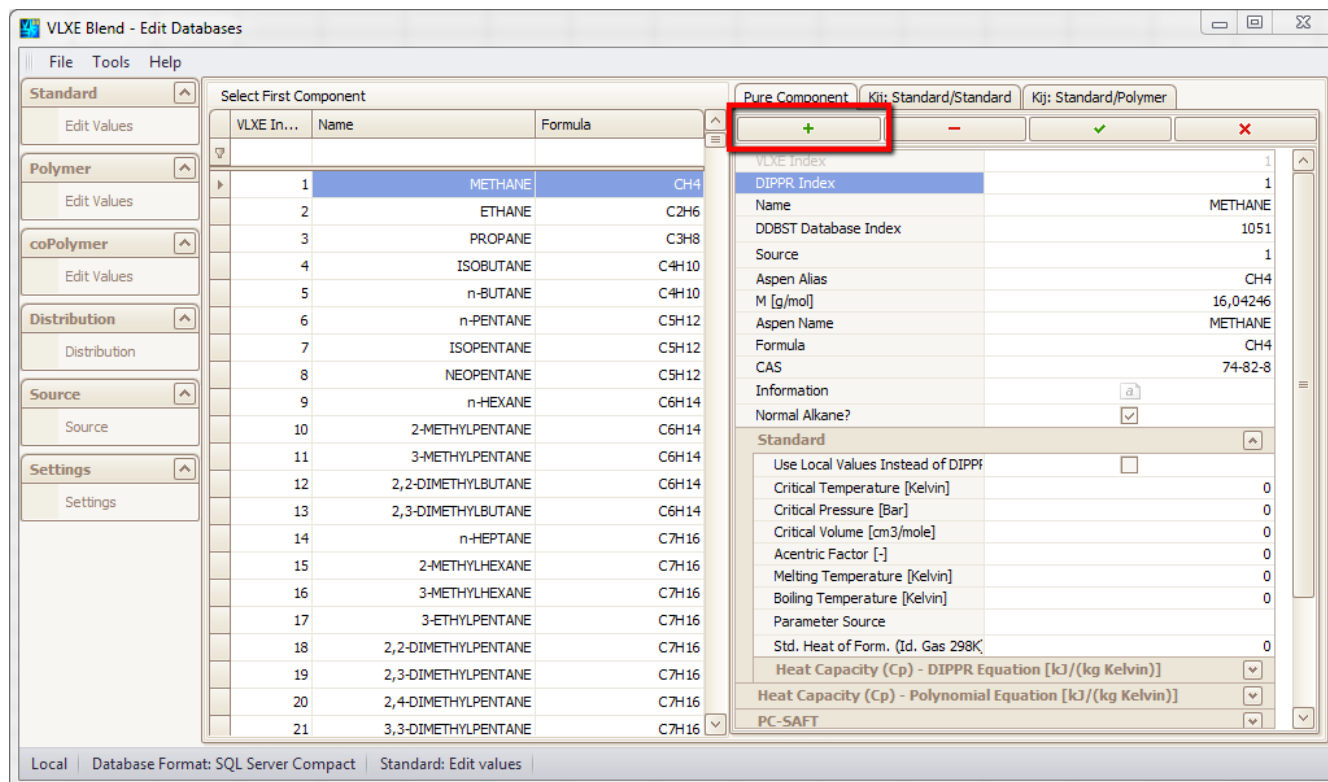 VLXE Blend - Edit Databases
File Tools Help
Standard
Edit Values
Polymer
Edit Values
coPolymer
Edit Values
Distribution
Distribution
Source
Source
Settings
Settings
Select First Component
VLXE In... Name Formula
1 METHANE CH4
2 ETHANE C2H6
3 PROPANE C3H8
4 ISOBUTANE C4H10
5 n-BUTANE C4H10
6 n-PENTANE C5H12
7 ISOPENTANE C5H12
8 NEOPENTANE C5H12
9 n-HEXANE C6H14
10 2-METHYLPENTANE C6H14
11 3-METHYLPENTANE C6H14
12 2,2-DIMETHYLBUTANE C6H14
13 2,3-DIMETHYLBUTANE C6H14
14 n-HEPTANE C7H16
15 2-METHYLHEXANE C7H16
16 3-METHYLHEXANE C7H16
17 3-ETHYLPENTANE C7H16
18 2,2-DIMETHYLPENTANE C7H16
19 2,3-DIMETHYLPENTANE C7H16
20 2,4-DIMETHYLPENTANE C7H16
21 3,3-DIMETHYLPENTANE C7H16
Pure Component Kij: Standard/Standard Kij: Standard/Polymer
VLXE Index 1
DIPPR Index 1
Name METHANE
DDBST Database Index 1051
Source 1
Aspen Alias CH4
M [g/mol] 16,04246
Aspen Name METHANE
Formula CH4
CAS 74-82-8
Information a
Normal Alkane?
Standard
Use Local Values Instead of DIPPR
Critical Temperature [Kelvin] 0
Critical Pressure [Bar] 0
Critical Volume [cm3/mole] 0
Acentric Factor [-] 0
Melting Temperature [Kelvin] 0
Boiling Temperature [Kelvin] 0
Parameter Source
Std. Heat of Form. (Id. Gas 298K) 0
Heat Capacity (Cp) - DIPPR Equation [kJ/(kg Kelvin)]
Heat Capacity (Cp) - Polynomial Equation [kJ/(kg Kelvin)]
PC-SAFT
Local Database Format: SQL Server Compact Standard: Edit values